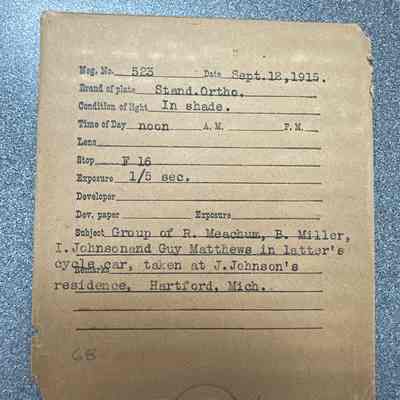 Neg. No. 523 Date Sept.12,1915.
Brand of plate Stand.Ortho.
Condition of light In shade.
Time of Day noon A. M. P. M.
Lens
Stop F 16
Exposure 1/5 sec.
Developer
Dev. paper Exposure
Subject Group of R. Meachum, B. Miller,
I.Johnsonand Guy Matthews in latter's
cycle car, taken at J.Johnson's
Remarks
residence, Hartford, Mich.
68